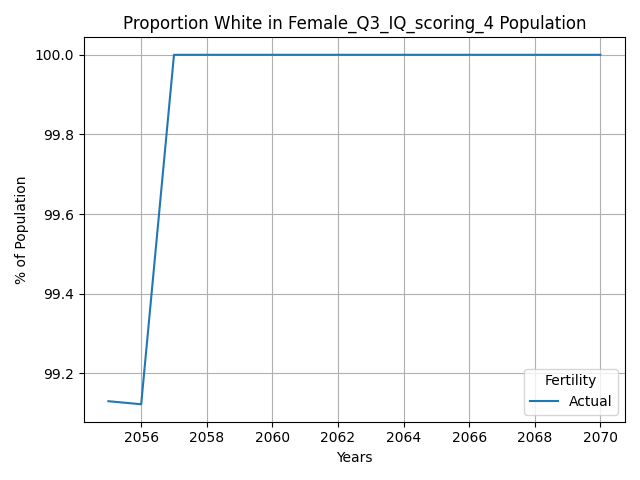 Proportion White in Female_Q3_IQ_scoring_4 Population
100.0
99.8
99.6
99.4
99.2
% of Population
2056 2058 2060 2062 2064 2066 2068 2070
Years
Fertility
Actual